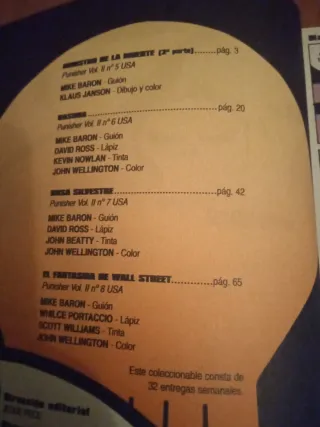 MINISTRO DE LA MUERTE (2ª parte)........pág. 3
Punisher Vol. II nº 5 USA
MIKE BARON - Guión
KLAUS JANSON - Dibujo y color
pág. 20
Punisher Vol. II nº 6 USA
MIKE BARON - Guión
DAVID ROSS - Lápiz
KEVIN NOWLAN - Tinta
JOHN WELLINGTON - Color
ROSA SILVESTRE........pág. 42
Punisher Vol. II nº 7 USA
MIKE BARON - Guión
DAVID ROSS - Lápiz
JOHN BEATTY - Tinta
JOHN WELLINGTON - Color
EL FANTASMA DE WALL STREET........pág. 65
Punisher Vol. II nº 8 USA
MIKE BARON - Guión
WHILCE PORTACCIO - Lápiz
SCOTT WILLIAMS - Tinta
JOHN WELLINGTON - Color
Este coleccionable consta de
32 entregas semanales.
Dirección editorial